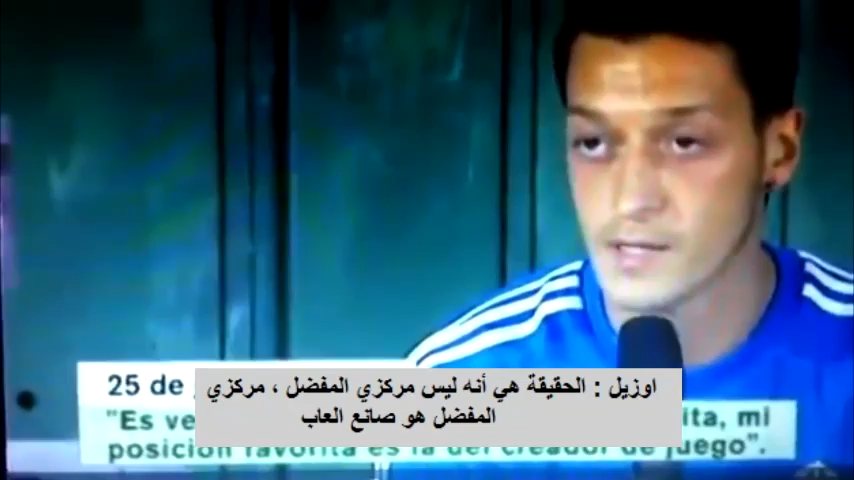 25 de
اوزيل : الحقيقة هي أنه ليس مركزي المفضل ، مركزي
المفضل هو صانع العاب
"Es ve ita, mi
posición favorita es la del creador de juego".